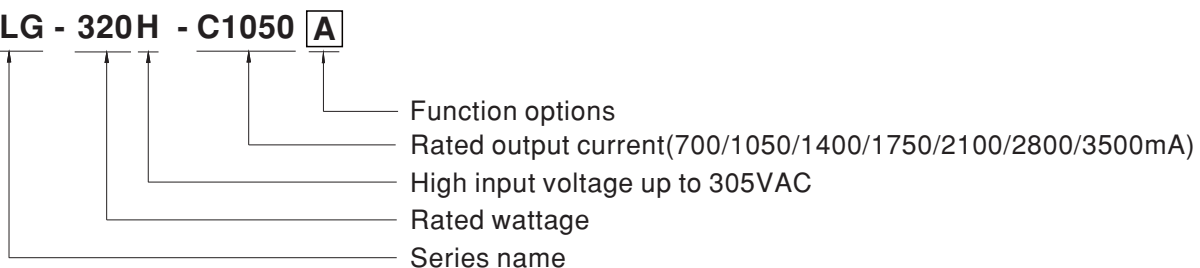 LG - 320H - C1050 A
Function options
Rated output current(700/1050/1400/1750/2100/2800/3500mA)
High input voltage up to 305VAC
Rated wattage
Series name